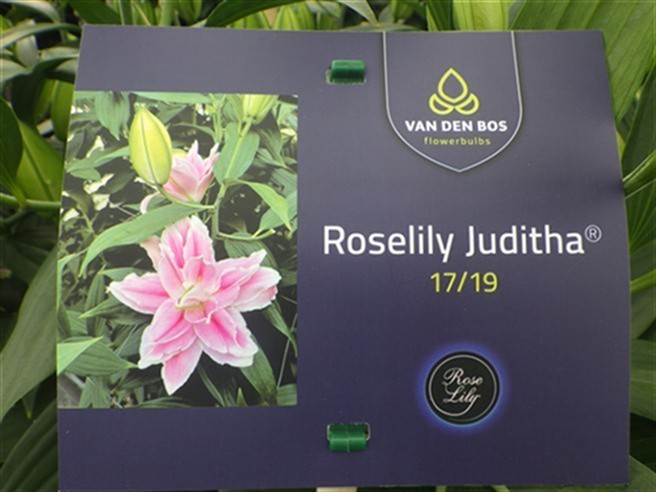 VAN DEN BOS
flowerbulbs
Roselily Juditha®
17/19
Rose
Lily